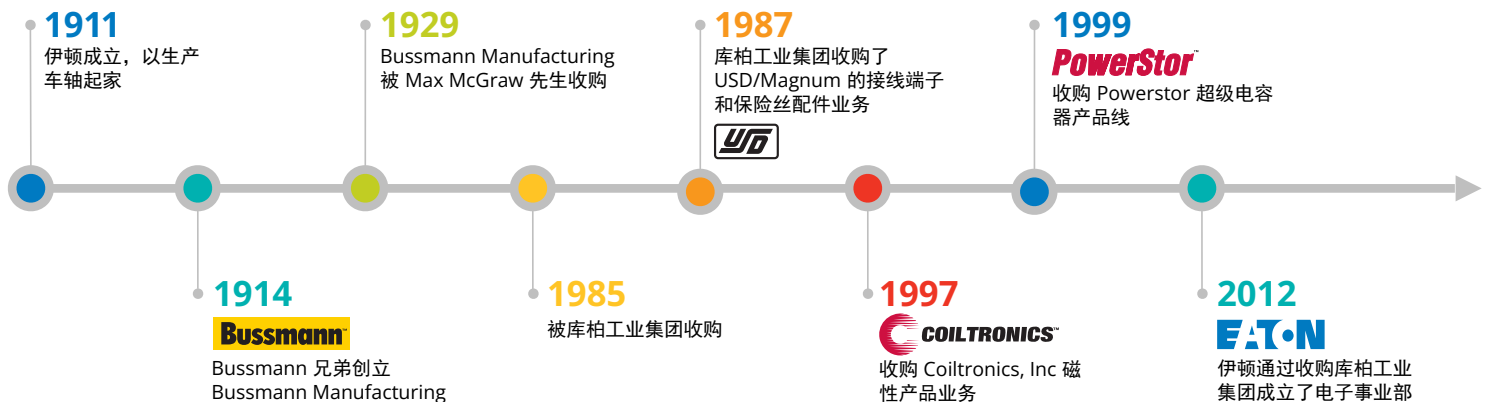 1911
伊顿成立，以生产
车轴起家
1914
Bussmann™
Bussmann 兄弟创立
Bussmann Manufacturing
1929
Bussmann Manufacturing
被 Max McGraw 先生收购
1985
被库柏工业集团收购
1987
库柏工业集团收购了
USD/Magnum 的接线端子
和保险丝配件业务
USD
1997
COILTRONICS™
收购 Coiltronics, Inc 磁
性产品业务
1999
PowerStor™
收购 Powerstor 超级电容
器产品线
2012
EATON
伊顿通过收购库柏工业
集团成立了电子事业部